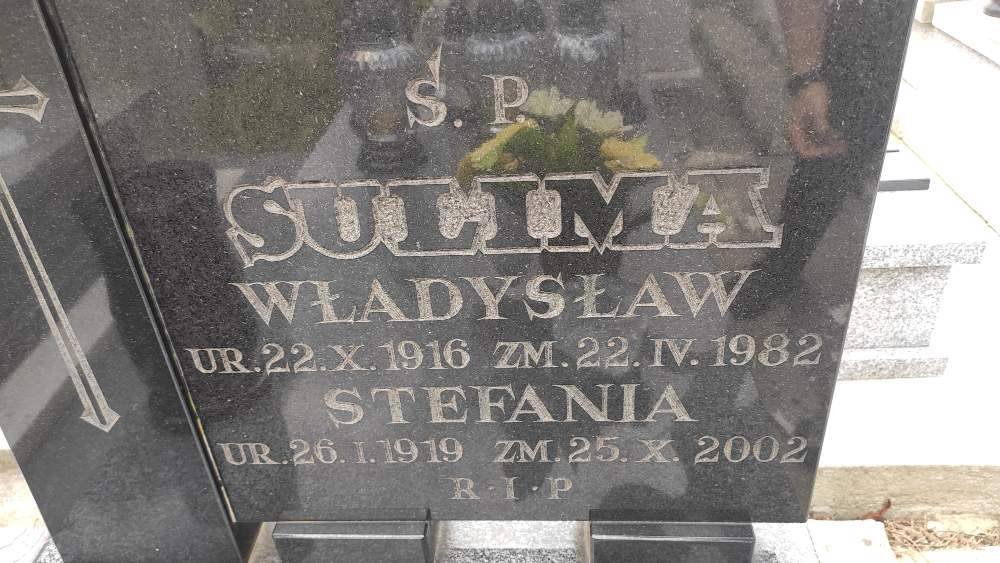 Ś. P.
SULIMA
WŁADYSŁAW
UR. 22. X. 1916 ZM. 22. IV. 1982
STEFANIA
UR. 26. I. 1919 ZM. 25. X. 2002
R · I · P